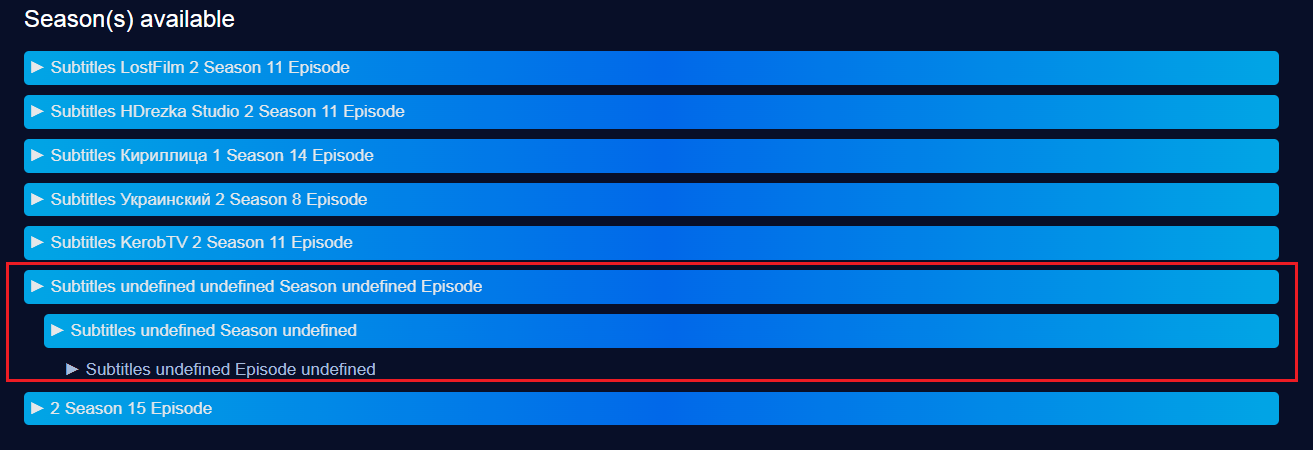 Season(s) available
► Subtitles LostFilm 2 Season 11 Episode
► Subtitles HDrezka Studio 2 Season 11 Episode
► Subtitles Кириллица 1 Season 14 Episode
► Subtitles Украинский 2 Season 8 Episode
► Subtitles KerobTV 2 Season 11 Episode
► Subtitles undefined undefined Season undefined Episode
► Subtitles undefined Season undefined
► Subtitles undefined Episode undefined
► 2 Season 15 Episode